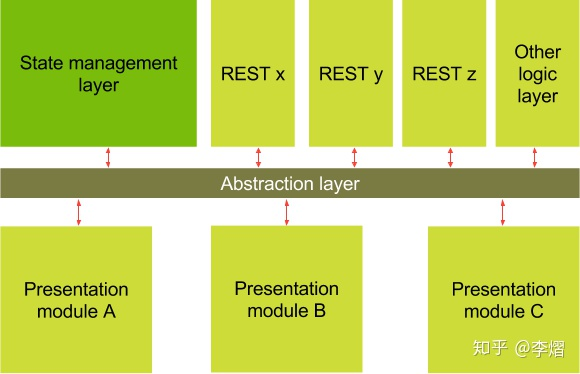 State management
layer
REST x
REST y
REST z
Other
logic
layer
Abstraction layer
Presentation
module A
Presentation
module B
Presentation
module C
知乎 @李熠